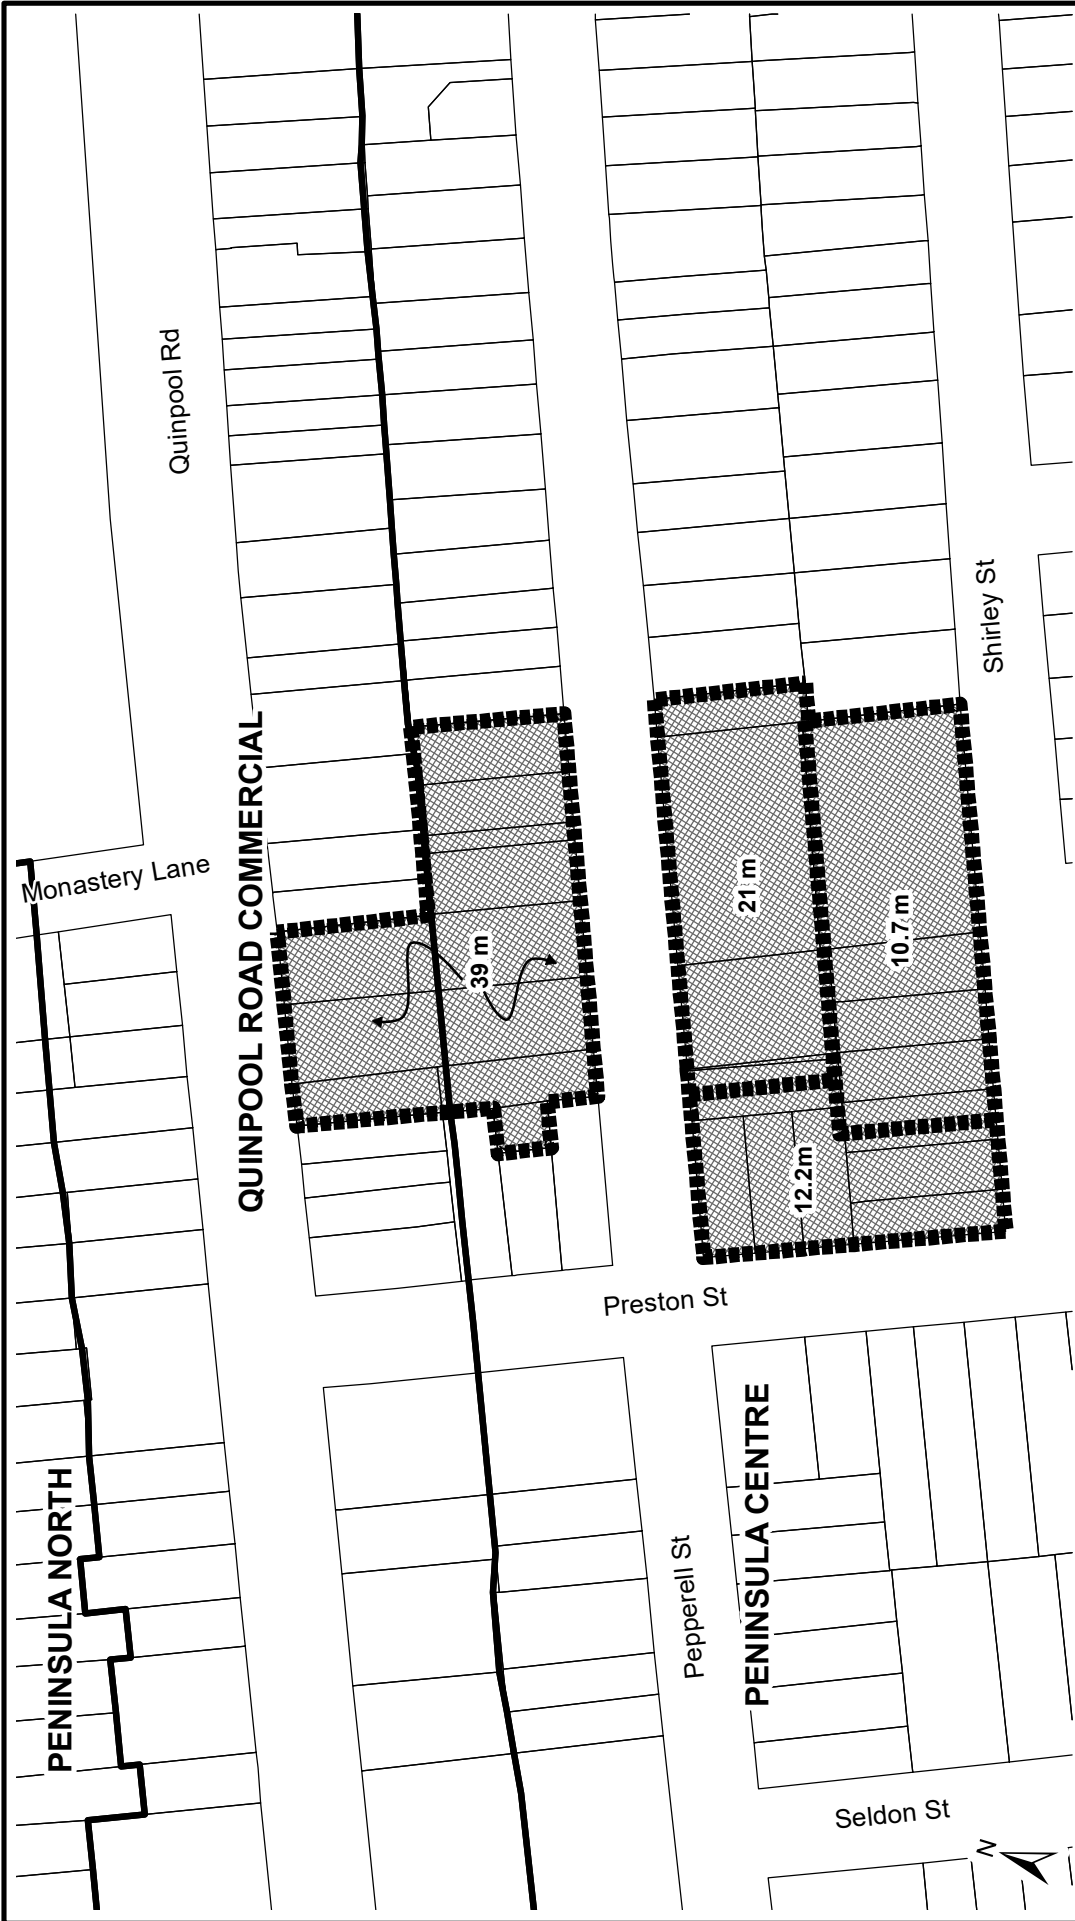 Quinpool Rd
Shirley St
QUINPOOL ROAD COMMERCIAL
Monastery Lane
21 m
10.7 m
39 m
12.2m
Preston St
PENINSULA NORTH
PENINSULA CENTRE
Pepperell St
Seldon St
N